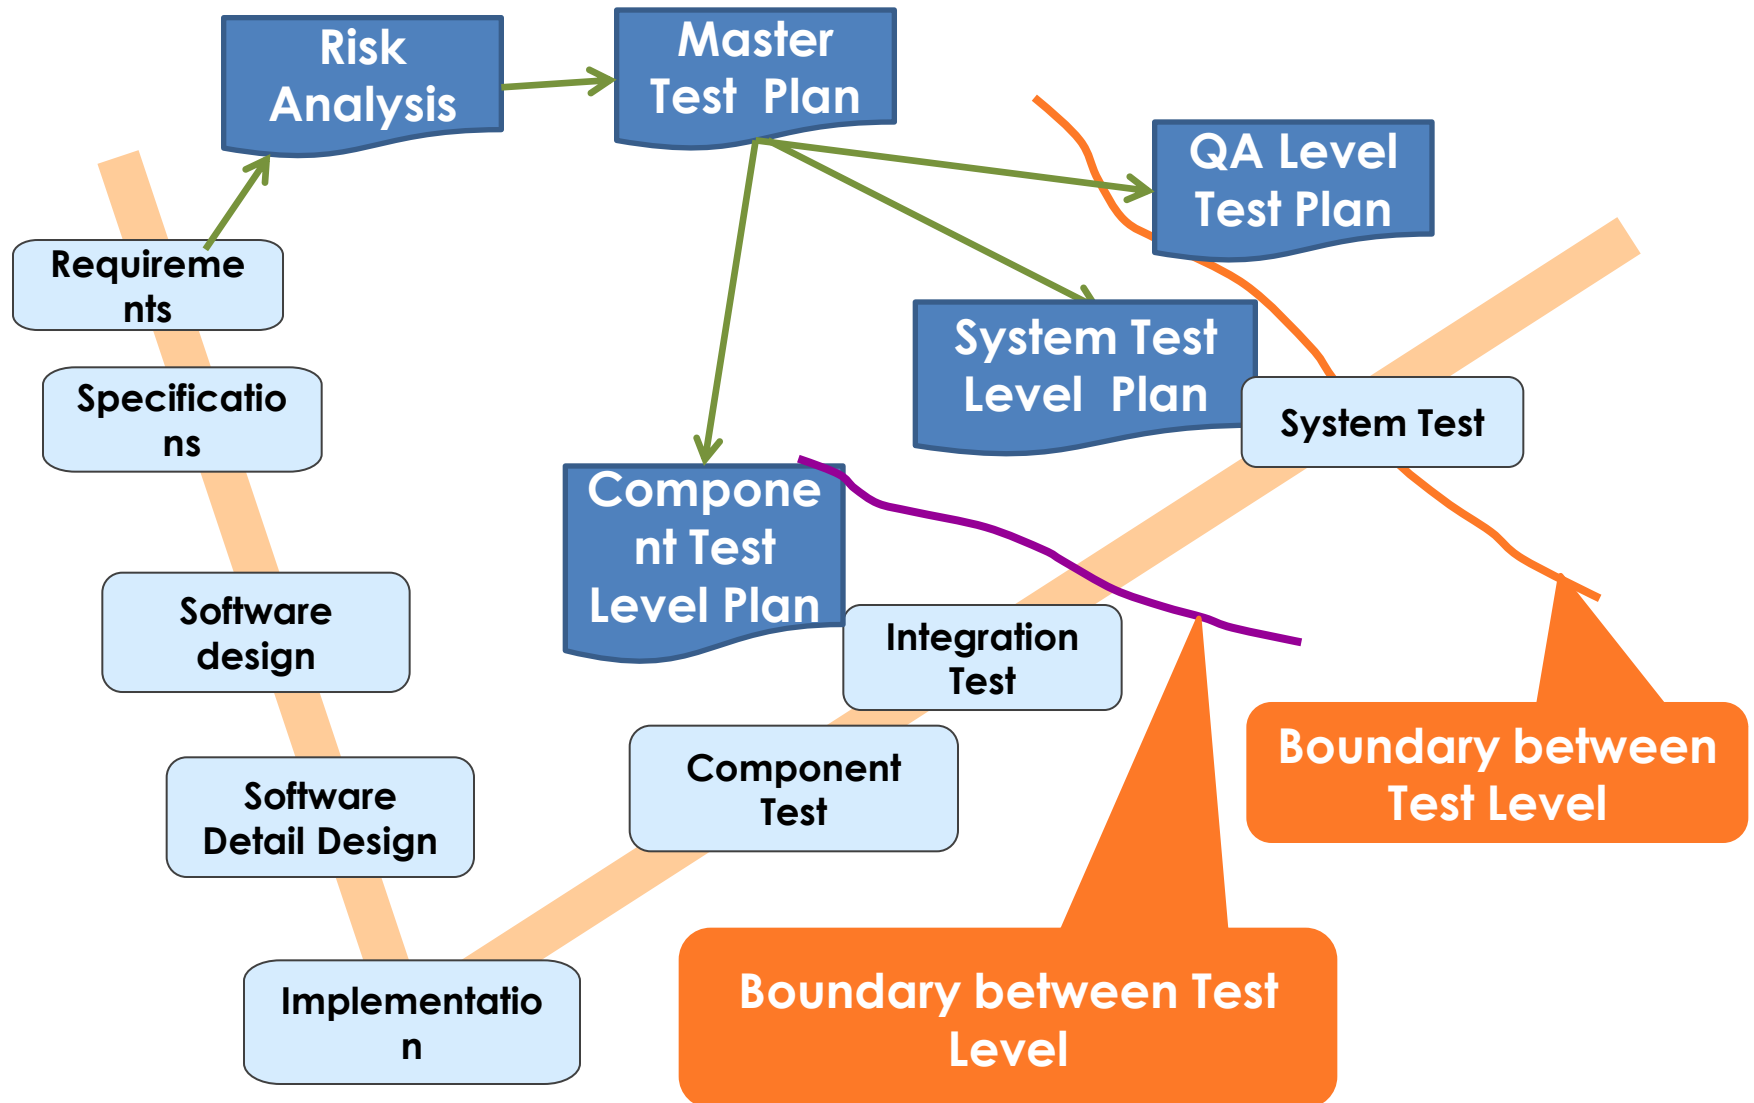 Risk
Analysis
Master
Test  Plan
QA Level
Test Plan
Requireme
nts
System Test
Level  Plan
Specificatio
ns
System Test
Compone
nt Test
Level Plan
Software
design
Integration
Test
Boundary between
Test Level
Component
Test
Software
Detail Design
Boundary between Test
Level
Implementatio
n